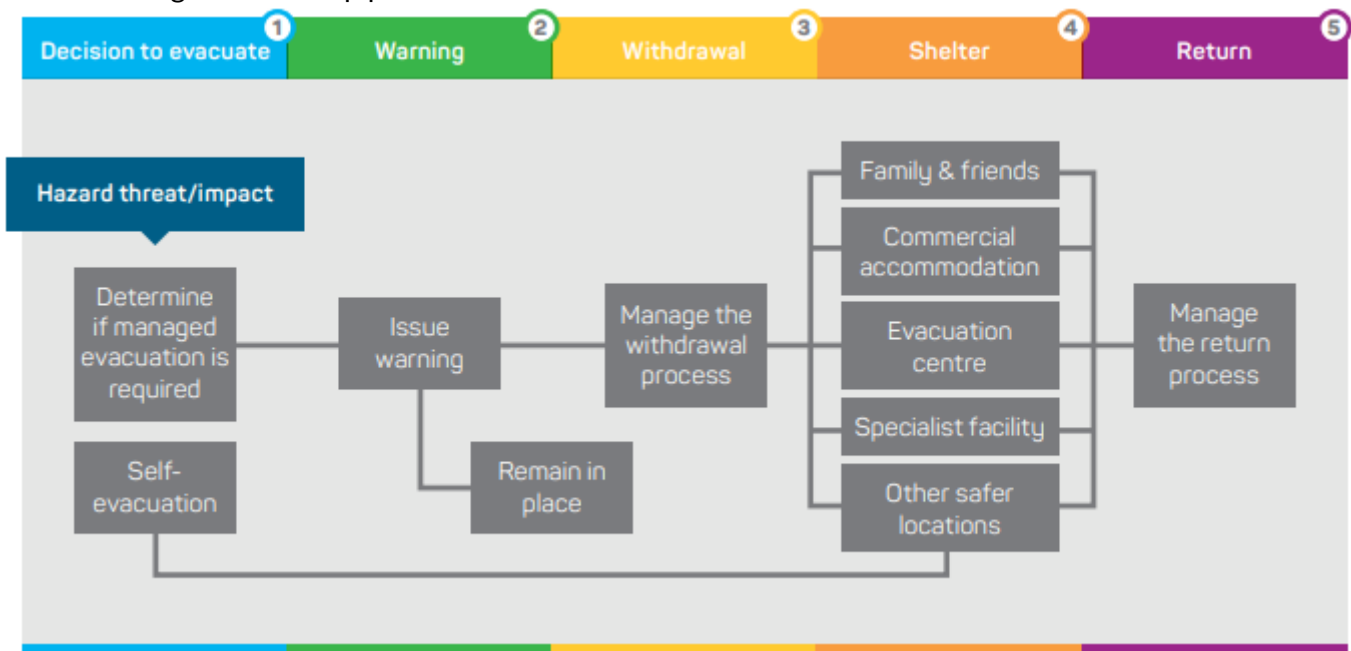 Decision to evacuate
1
Warning
2
Withdrawal
3
Shelter
4
Return
5
Hazard threat/impact
Determine
if managed
evacuation is
required
Self-
evacuation
Issue
warning
Remain in
place
Manage the
withdrawal
process
Family & friends
Commercial
accommodation
Evacuation
centre
Specialist facility
Other safer
locations
Manage
the return
process